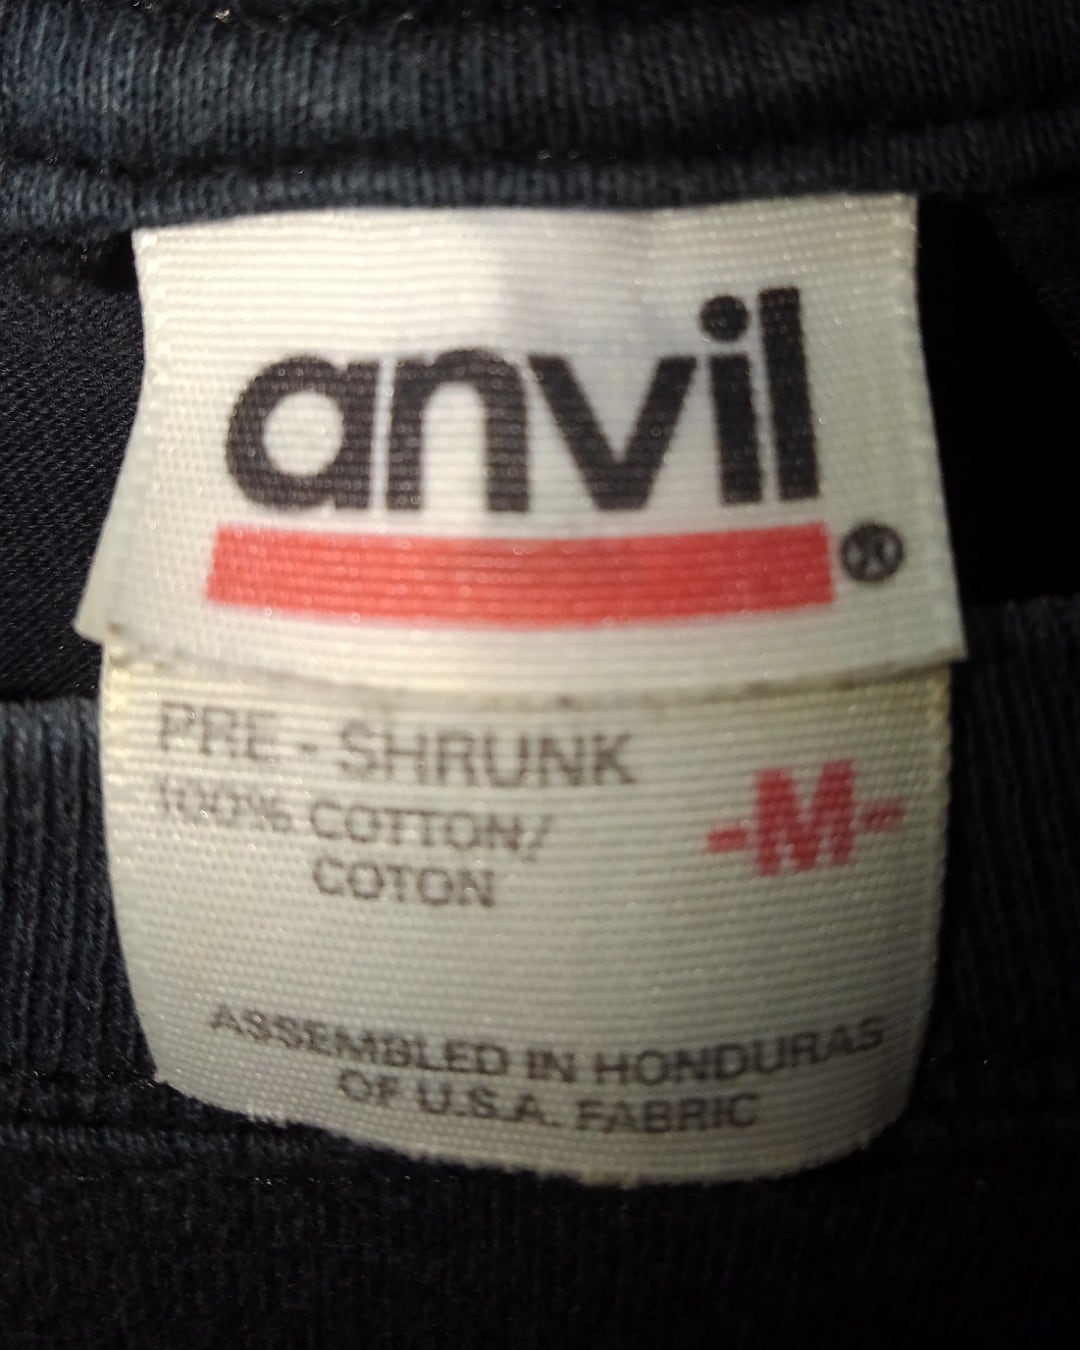 anvil®
PRE - SHRUNK
100% COTTON/
COTON
-M-
ASSEMBLED IN HONDURAS
OF U.S.A. FABRIC